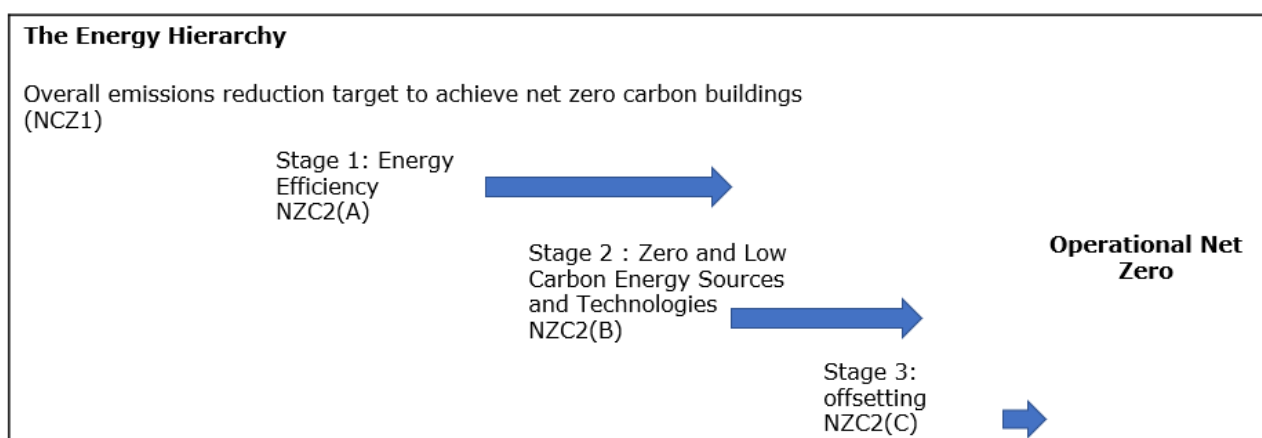 The Energy Hierarchy
Overall emissions reduction target to achieve net zero carbon buildings
(NCZ1)
Stage 1: Energy
Efficiency
NZC2(A)
Stage 2 : Zero and Low
Carbon Energy Sources
and Technologies
NZC2(B)
Operational Net
Zero
Stage 3:
offsetting
NZC2(C)